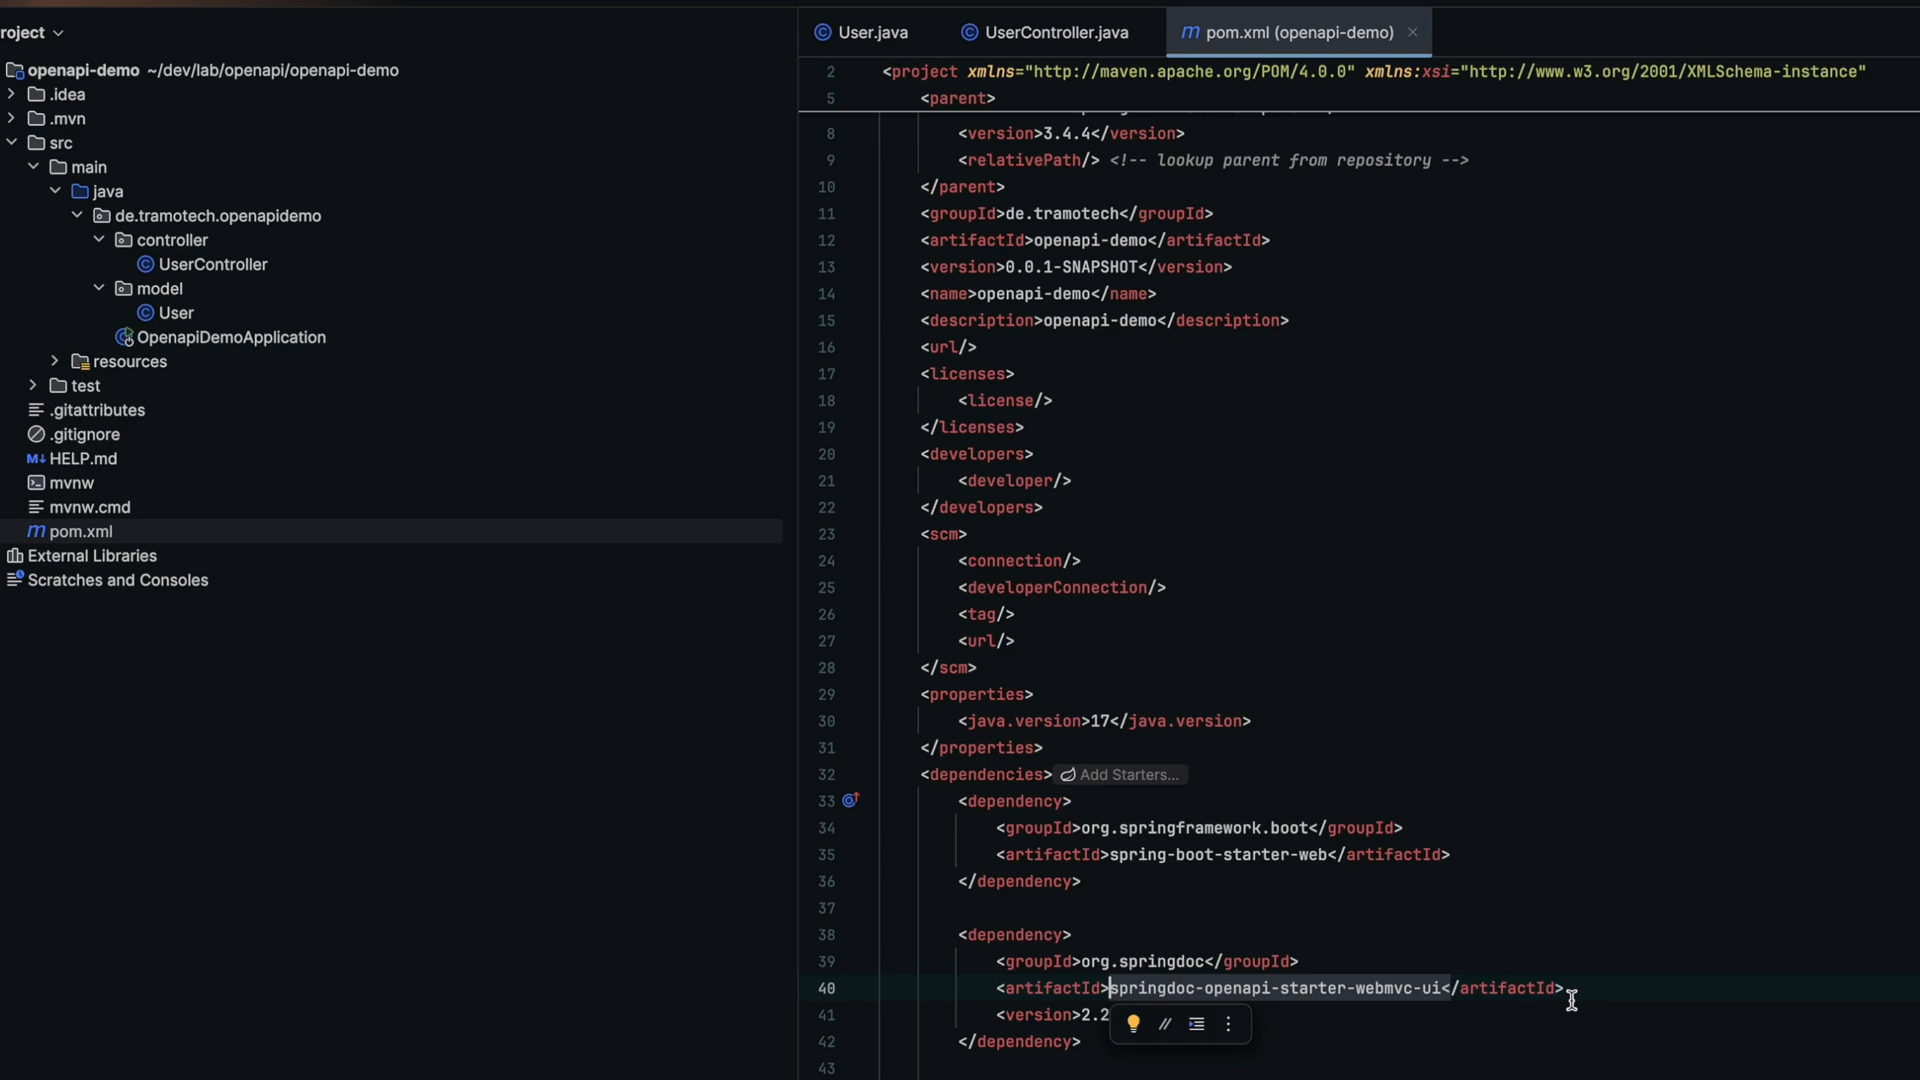 roject
openapi-demo ~/dev/lab/openapi/openapi-demo
.idea
.mvn
src
main
java
de.tramotech.openapidemo
controller
UserController
model
User
OpenapiDemoApplication
resources
test
.gitattributes
.gitignore
M↓ HELP.md
mvnw
mvnw.cmd
m pom.xml
External Libraries
Scratches and Consoles
User.java UserController.java m pom.xml (openapi-demo)
2 <project xmlns="http://maven.apache.org/POM/4.0.0" xmlns:xsi="http://www.w3.org/2001/XMLSchema-instance"
5 <parent>
8 <version>3.4.4</version>
9 <relativePath/> <!-- lookup parent from repository -->
10 </parent>
11 <groupId>de.tramotech</groupId>
12 <artifactId>openapi-demo</artifactId>
13 <version>0.0.1-SNAPSHOT</version>
14 <name>openapi-demo</name>
15 <description>openapi-demo</description>
16 <url/>
17 <licenses>
18 <license/>
19 </licenses>
20 <developers>
21 <developer/>
22 </developers>
23 <scm>
24 <connection/>
25 <developerConnection/>
26 <tag/>
27 <url/>
28 </scm>
29 <properties>
30 <java.version>17</java.version>
31 </properties>
32 <dependencies> Add Starters...
33 <dependency>
34 <groupId>org.springframework.boot</groupId>
35 <artifactId>spring-boot-starter-web</artifactId>
36 </dependency>
37
38 <dependency>
39 <groupId>org.springdoc</groupId>
40 <artifactId>springdoc-openapi-starter-webmvc-ui</artifactId>
41 <version>2.2
42 </dependency>
43